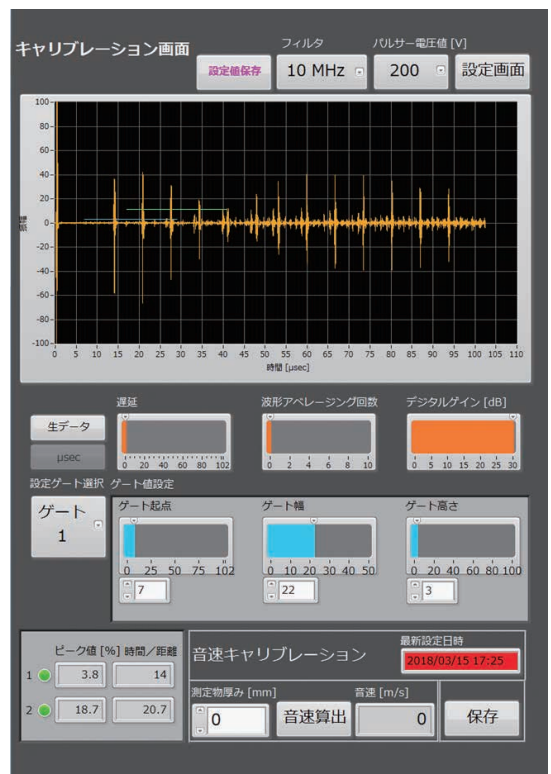 キャリブレーション画面
フィルタ パルサー電圧値 [V]
設定値保存 10 MHz 200 設定画面
100
80
60
40
20
0
-20
-40
-60
-80
-100
振幅
0 5 10 15 20 25 30 35 40 45 50 55 60 65 70 75 80 85 90 95 100 105 110
時間 [μsec]
遅延 波形アベレージング回数 デジタルゲイン [dB]
生データ
μsec
0 20 40 60 80 102 0 2 4 6 8 10 0 5 10 15 20 25 30
設定ゲート選択 ゲート値設定
ゲート
1
ゲート起点 ゲート幅 ゲート高さ
0 25 50 75 102 0 10 20 30 40 50 0 20 40 60 80 100
7 22 3
ピーク値 [%] 時間/距離
1 3.8 14
2 18.7 20.7
音速キャリブレーション
最新設定日時
2018/03/15 17:25
測定物厚み [mm] 音速 [m/s]
0 音速算出 0 保存